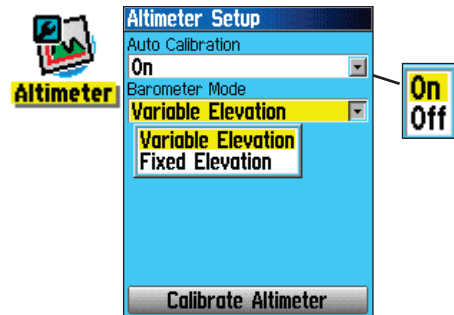 Altimeter
Altimeter Setup
Auto Calibration
On
Barometer Mode
Variable Elevation
Variable Elevation
Fixed Elevation
Calibrate Altimeter
On
Off